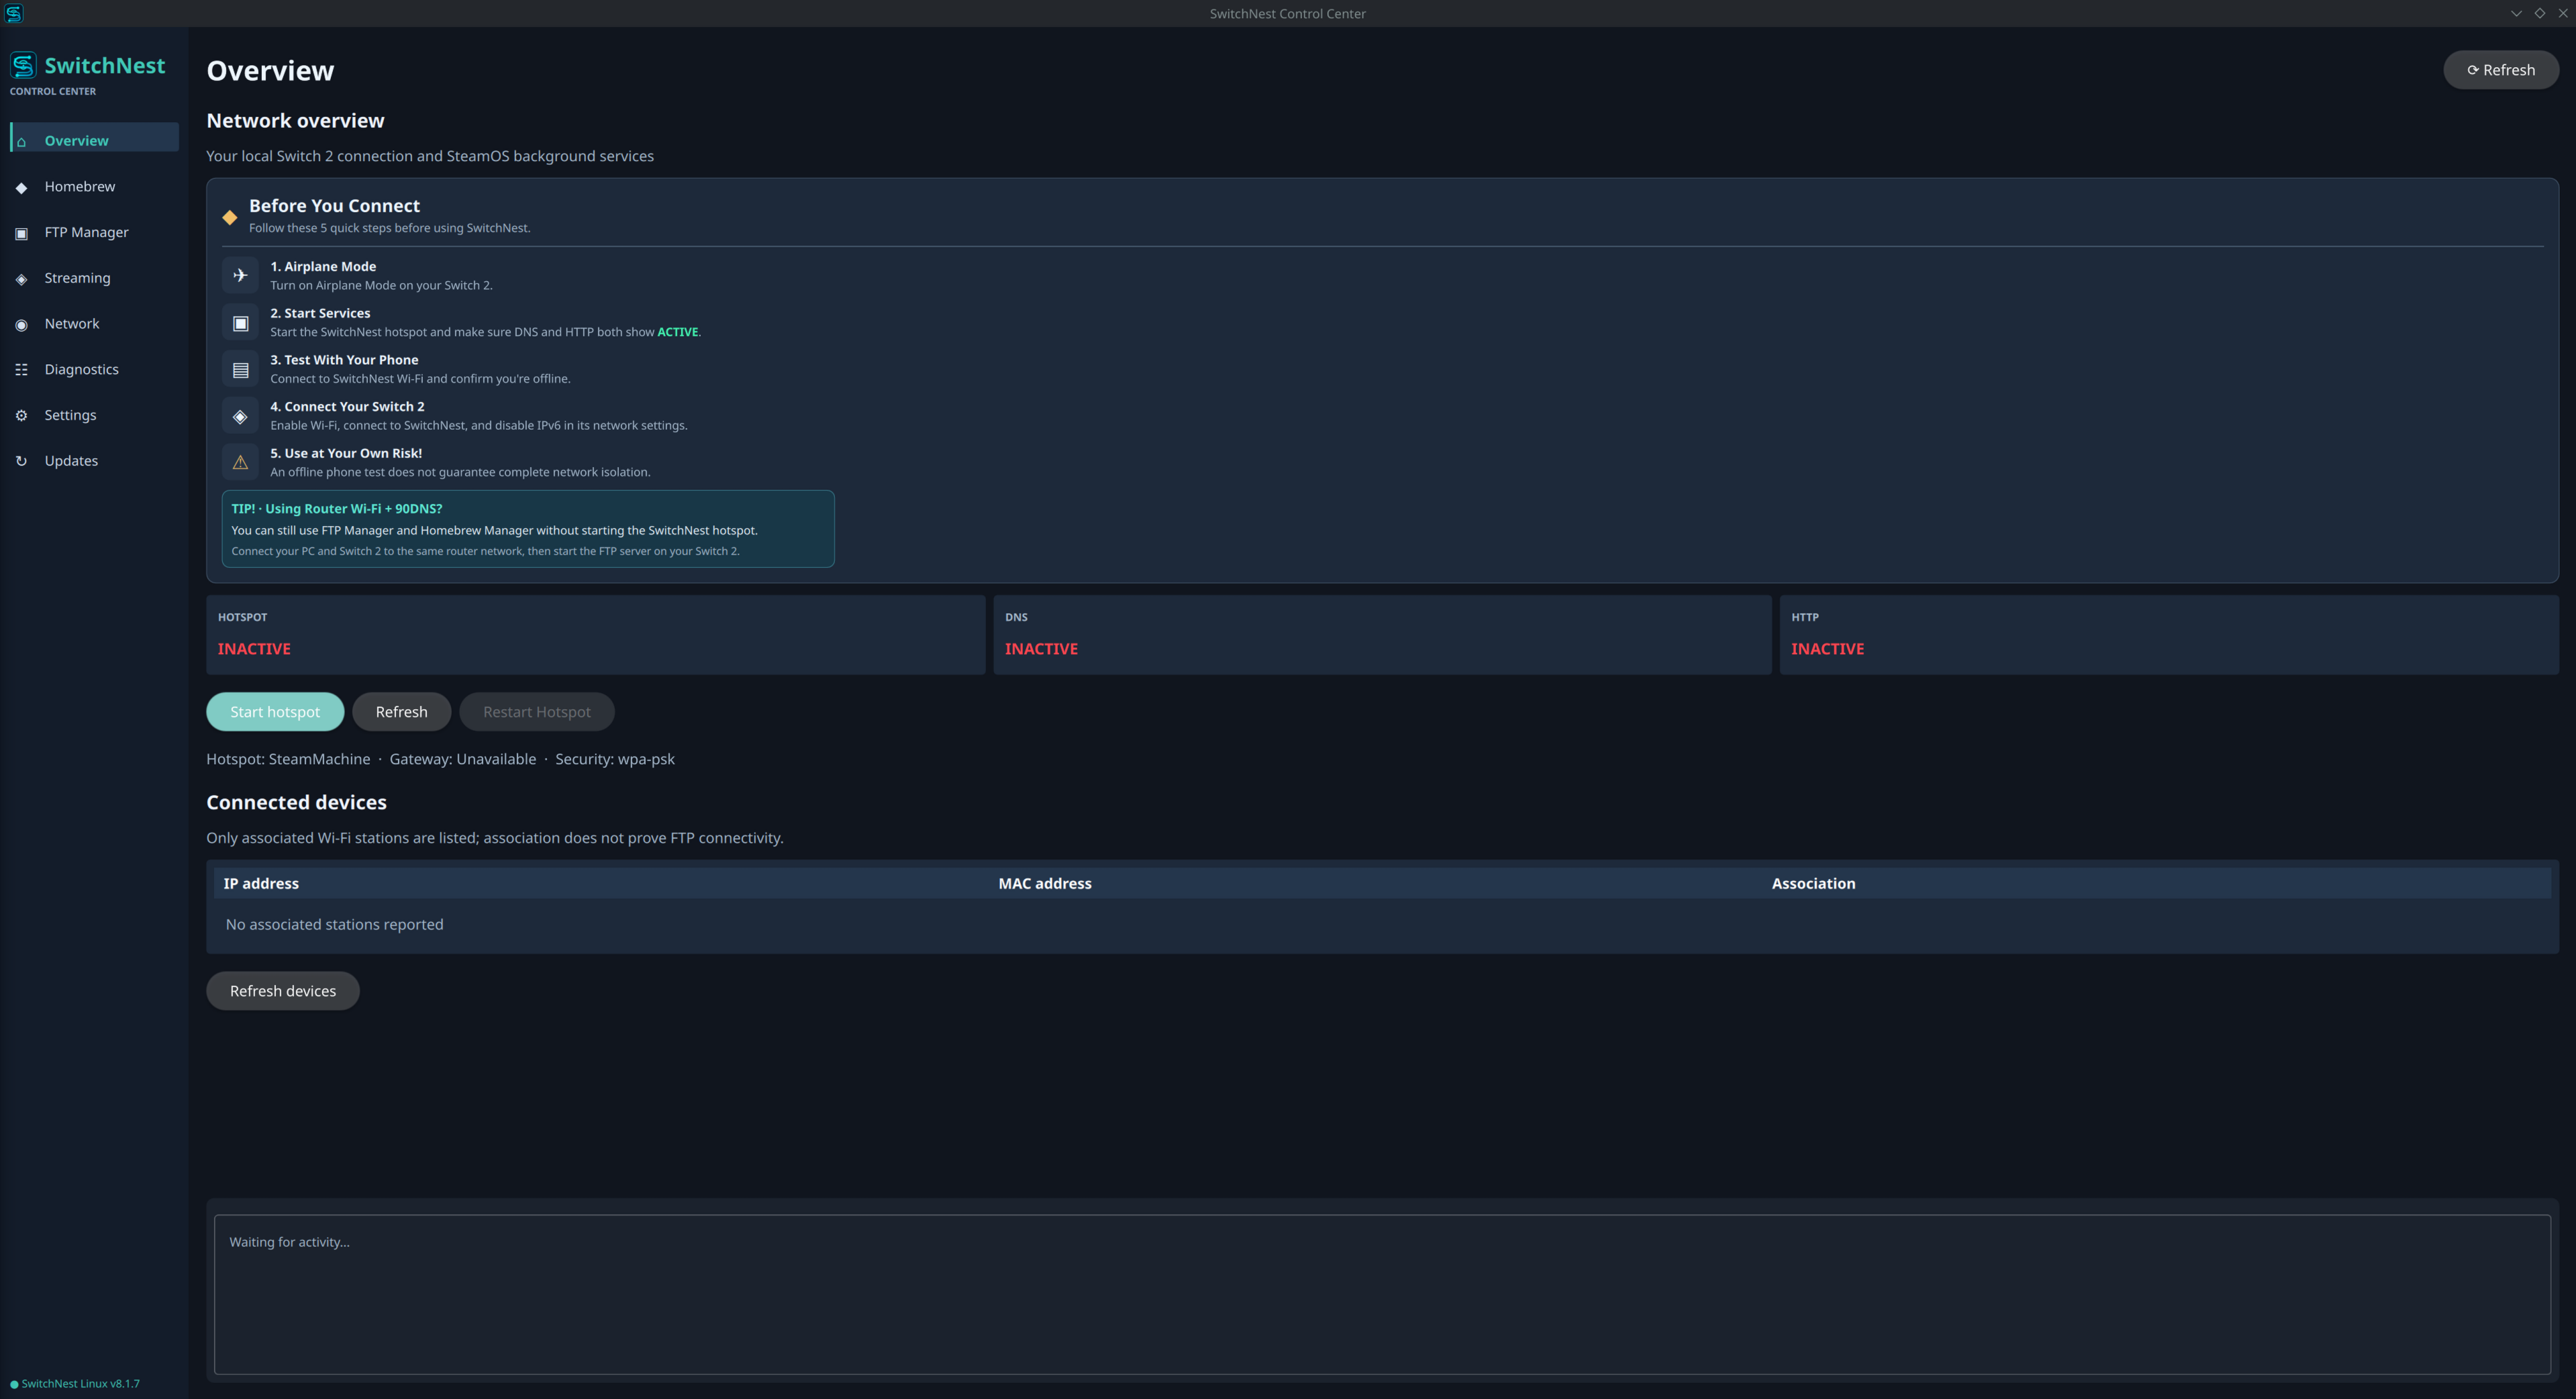 SwitchNest Control Center
SwitchNest
CONTROL CENTER
Overview
Homebrew
FTP Manager
Streaming
Network
Diagnostics
Settings
Updates
SwitchNest Linux v8.1.7
Overview
⟳ Refresh
Network overview
Your local Switch 2 connection and SteamOS background services
Before You Connect
Follow these 5 quick steps before using SwitchNest.
1. Airplane Mode
Turn on Airplane Mode on your Switch 2.
2. Start Services
Start the SwitchNest hotspot and make sure DNS and HTTP both show ACTIVE.
3. Test With Your Phone
Connect to SwitchNest Wi-Fi and confirm you're offline.
4. Connect Your Switch 2
Enable Wi-Fi, connect to SwitchNest, and disable IPv6 in its network settings.
5. Use at Your Own Risk!
An offline phone test does not guarantee complete network isolation.
TIP! · Using Router Wi-Fi + 90DNS?
You can still use FTP Manager and Homebrew Manager without starting the SwitchNest hotspot.
Connect your PC and Switch 2 to the same router network, then start the FTP server on your Switch 2.
HOTSPOT
INACTIVE
DNS
INACTIVE
HTTP
INACTIVE
Start hotspot
Refresh
Restart Hotspot
Hotspot: SteamMachine · Gateway: Unavailable · Security: wpa-psk
Connected devices
Only associated Wi-Fi stations are listed; association does not prove FTP connectivity.
IP address MAC address Association
No associated stations reported
Refresh devices
Waiting for activity...